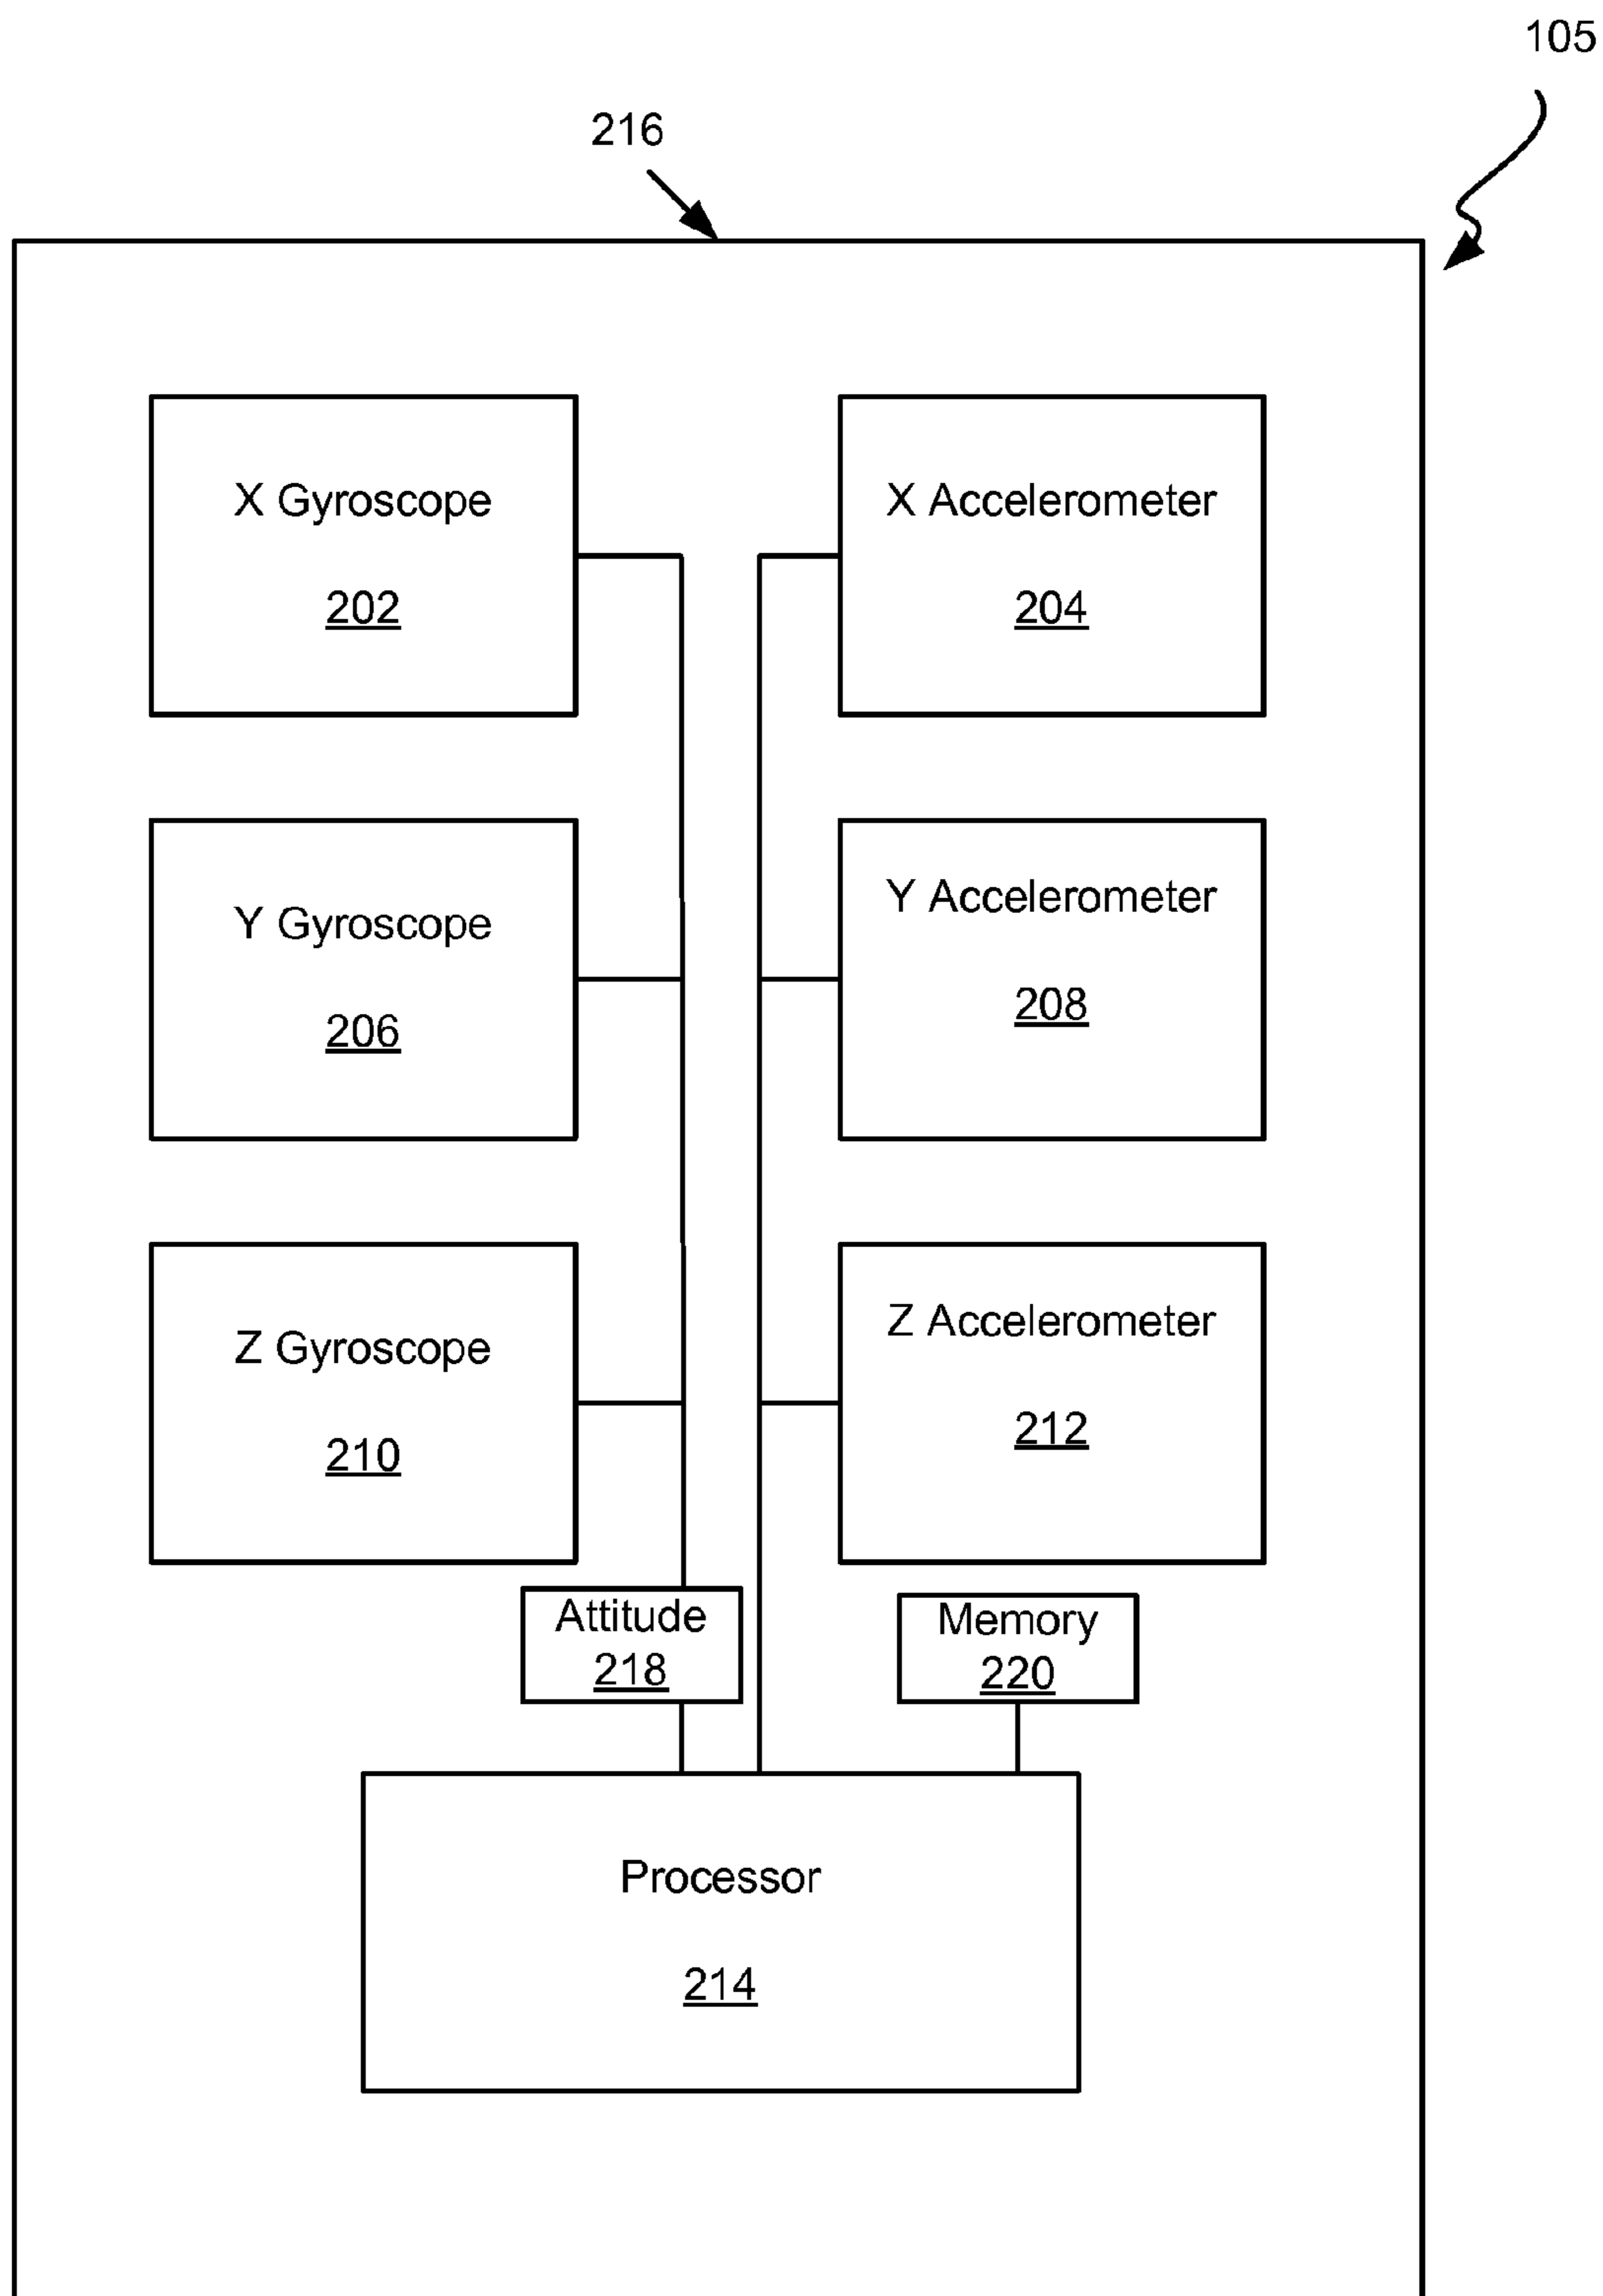 105
216
X Gyroscope
202
X Accelerometer
204
Y Gyroscope
206
Y Accelerometer
208
Z Gyroscope
210
Z Accelerometer
212
Attitude
218
Memory
220
Processor
214